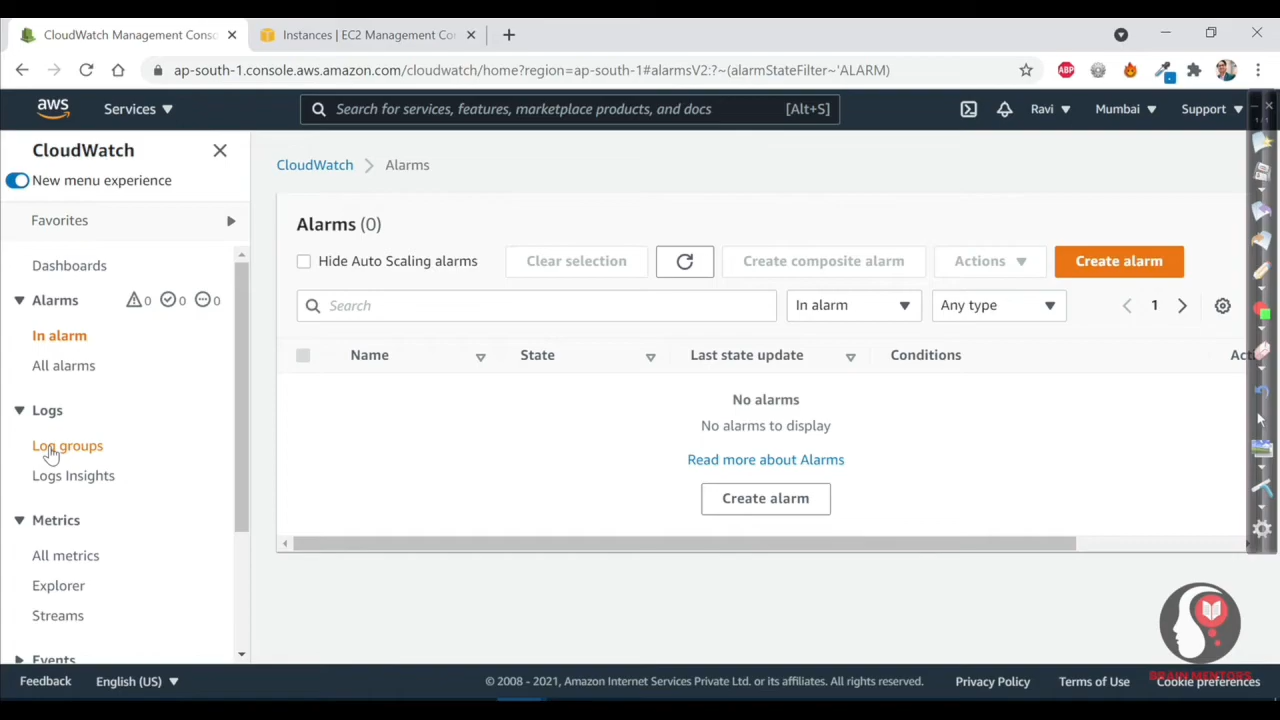 CloudWatch Management Conso
Instances | EC2 Management Con
ap-south-1.console.aws.amazon.com/cloudwatch/home?region=ap-south-1#alarmsV2:?~(alarmStateFilter~'ALARM)
ABP
aws
Services
Search for services, features, marketplace products, and docs
[Alt+S]
Ravi
Mumbai
Support
1/1
CloudWatch
New menu experience
Favorites
Dashboards
Alarms 0 0 0
In alarm
All alarms
Logs
Log groups
Logs Insights
Metrics
All metrics
Explorer
Streams
Events
CloudWatch > Alarms
Alarms (0)
Hide Auto Scaling alarms
Clear selection
Create composite alarm
Actions
Create alarm
Search
In alarm
Any type
1
Name
State
Last state update
Conditions
Acti
No alarms
No alarms to display
Read more about Alarms
Create alarm
BRAIN MENTORS
Feedback
English (US)
© 2008 - 2021, Amazon Internet Services Private Ltd. or its affiliates. All rights reserved.
Privacy Policy
Terms of Use
Cookie preferences